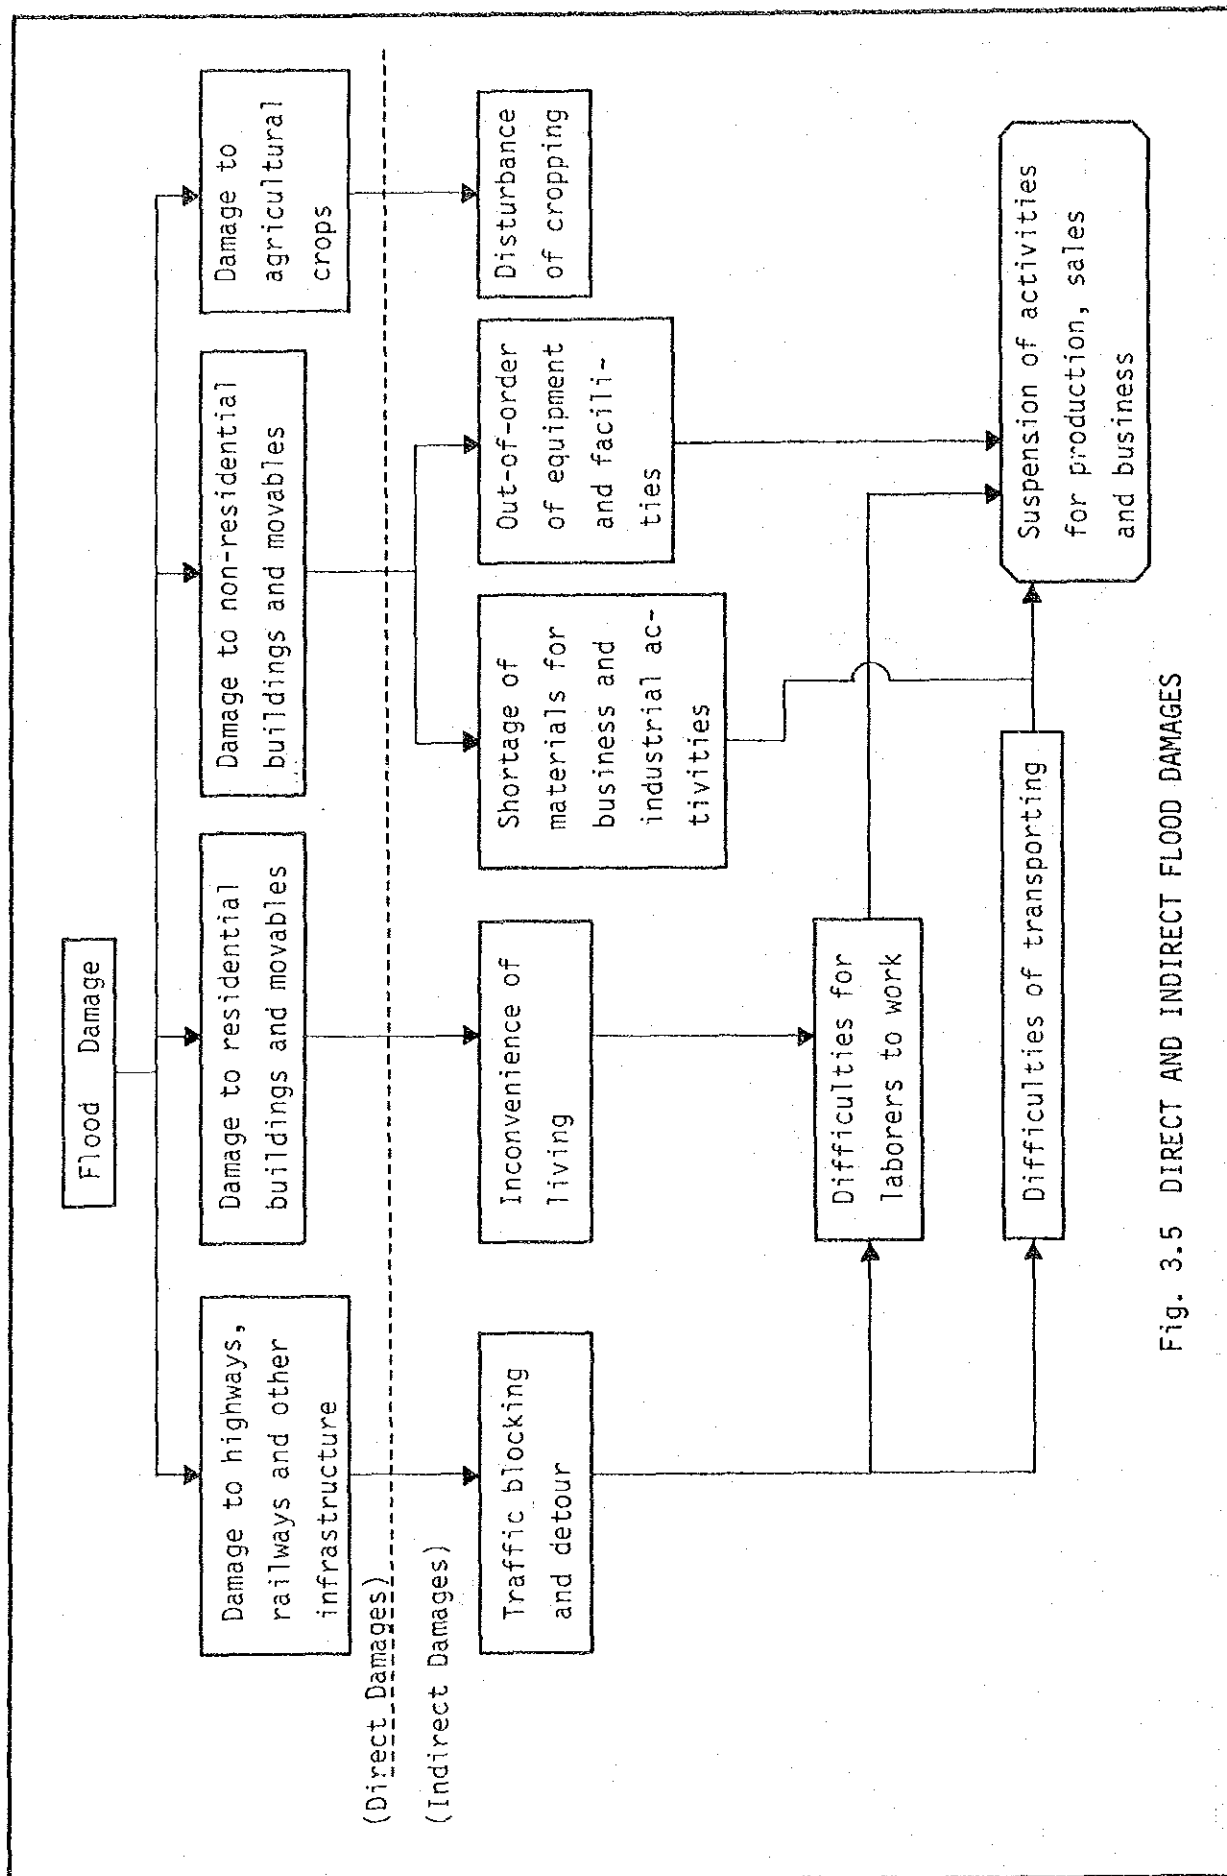 Flood Damage
Damage to highways,
railways and other
infrastructure
Damage to residential
buildings and movables
Damage to non-residential
buildings and movables
Damage to
agricultural
crops
(Direct Damages)
(Indirect Damages)
Traffic blocking
and detour
Inconvenience of
living
Shortage of
materials for
business and
industrial ac-
tivities
Out-of-order
of equipment
and facili-
ties
Disturbance
of cropping
Difficulties for
laborers to work
Difficulties of transporting
Suspension of activities
for production, sales
and business
Fig. 3.5 DIRECT AND INDIRECT FLOOD DAMAGES